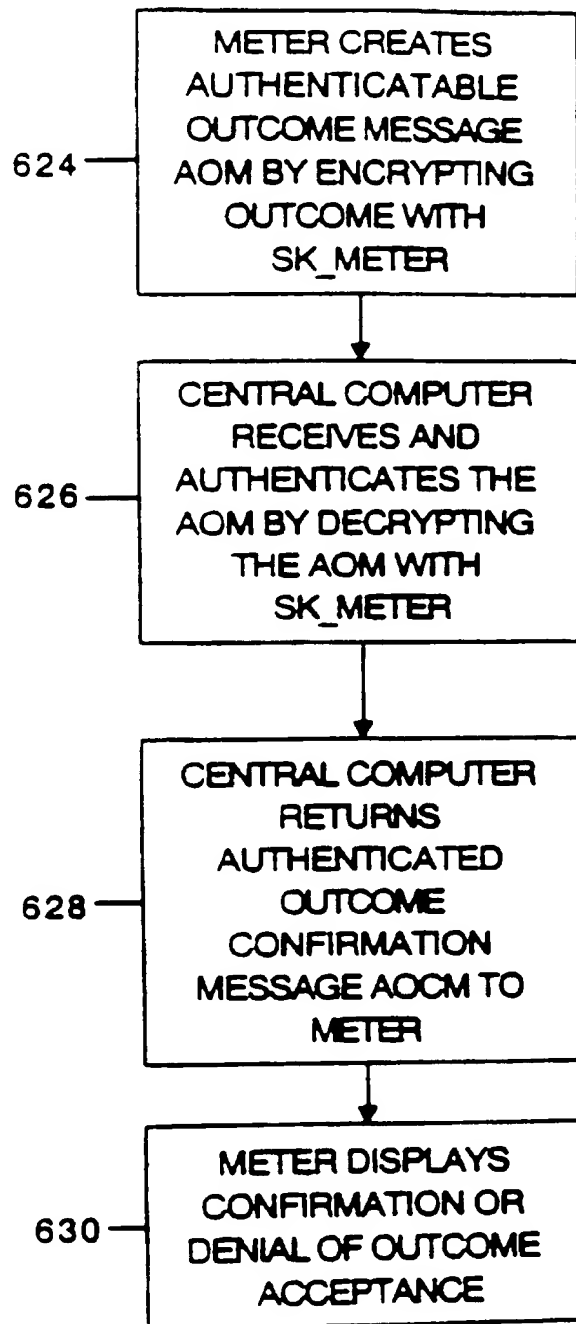 METER CREATES
AUTHENTICATABLE
OUTCOME MESSAGE
624
AOM BY ENCRYPTING
OUTCOME WITH
SK_METER
CENTRAL COMPUTER
RECEIVES AND
AUTHENTICATES THE
626
AOM BY DECRYPTING
THE AOM WITH
SK_METER
CENTRAL COMPUTER
RETURNS
AUTHENTICATED
628
OUTCOME
CONFIRMATION
MESSAGE AOCM TO
METER
METER DISPLAYS
CONFIRMATION OR
630
DENIAL OF OUTCOME
ACCEPTANCE